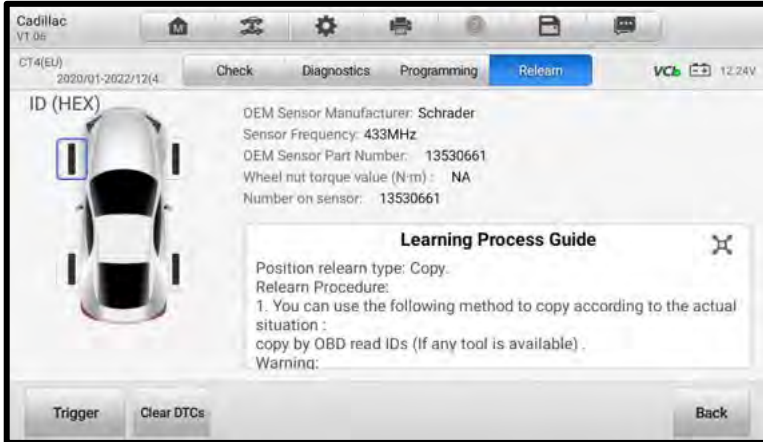 Cadillac
V1.06
CT4(EU)
2020/01-2022/12(4
Check Diagnostics Programming Relearn
VCI 12.24V
ID (HEX)
OEM Sensor Manufacturer: Schrader
Sensor Frequency: 433MHz
OEM Sensor Part Number: 13530661
Wheel nut torque value (N·m) : NA
Number on sensor: 13530661
Learning Process Guide
Position relearn type: Copy.
Relearn Procedure:
1. You can use the following method to copy according to the actual
situation :
copy by OBD read IDs (If any tool is available) .
Warning:
Trigger Clear DTCs Back